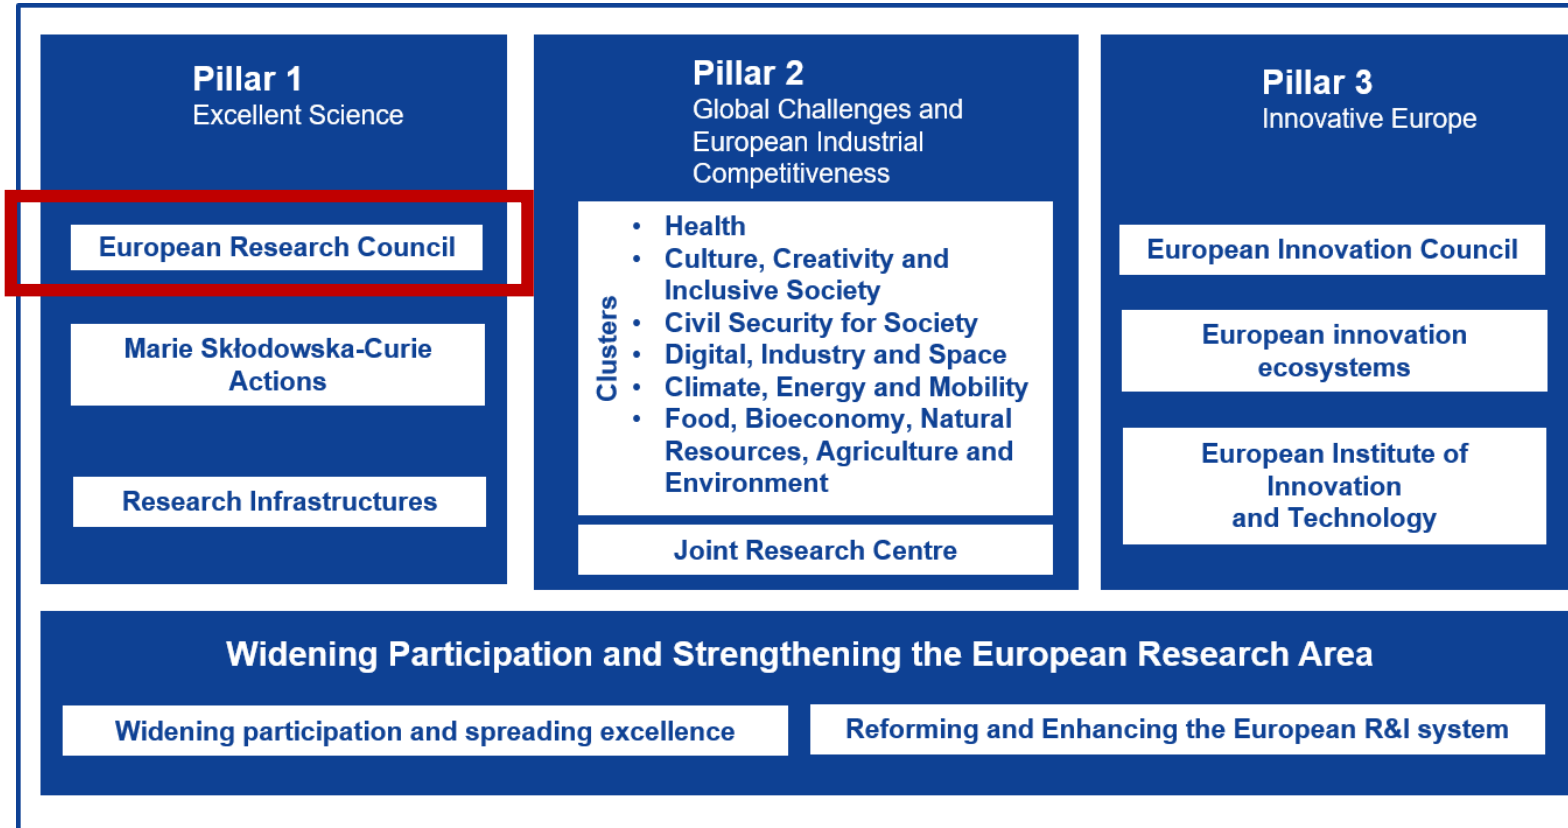 Pillar 1
Excellent Science
European Research Council
Marie Skłodowska-Curie
Actions
Research Infrastructures
Pillar 2
Global Challenges and
European Industrial
Competitiveness
Clusters
• Health
• Culture, Creativity and
Inclusive Society
• Civil Security for Society
• Digital, Industry and Space
• Climate, Energy and Mobility
• Food, Bioeconomy, Natural
Resources, Agriculture and
Environment
Joint Research Centre
Pillar 3
Innovative Europe
European Innovation Council
European innovation
ecosystems
European Institute of
Innovation
and Technology
Widening Participation and Strengthening the European Research Area
Widening participation and spreading excellence
Reforming and Enhancing the European R&I system